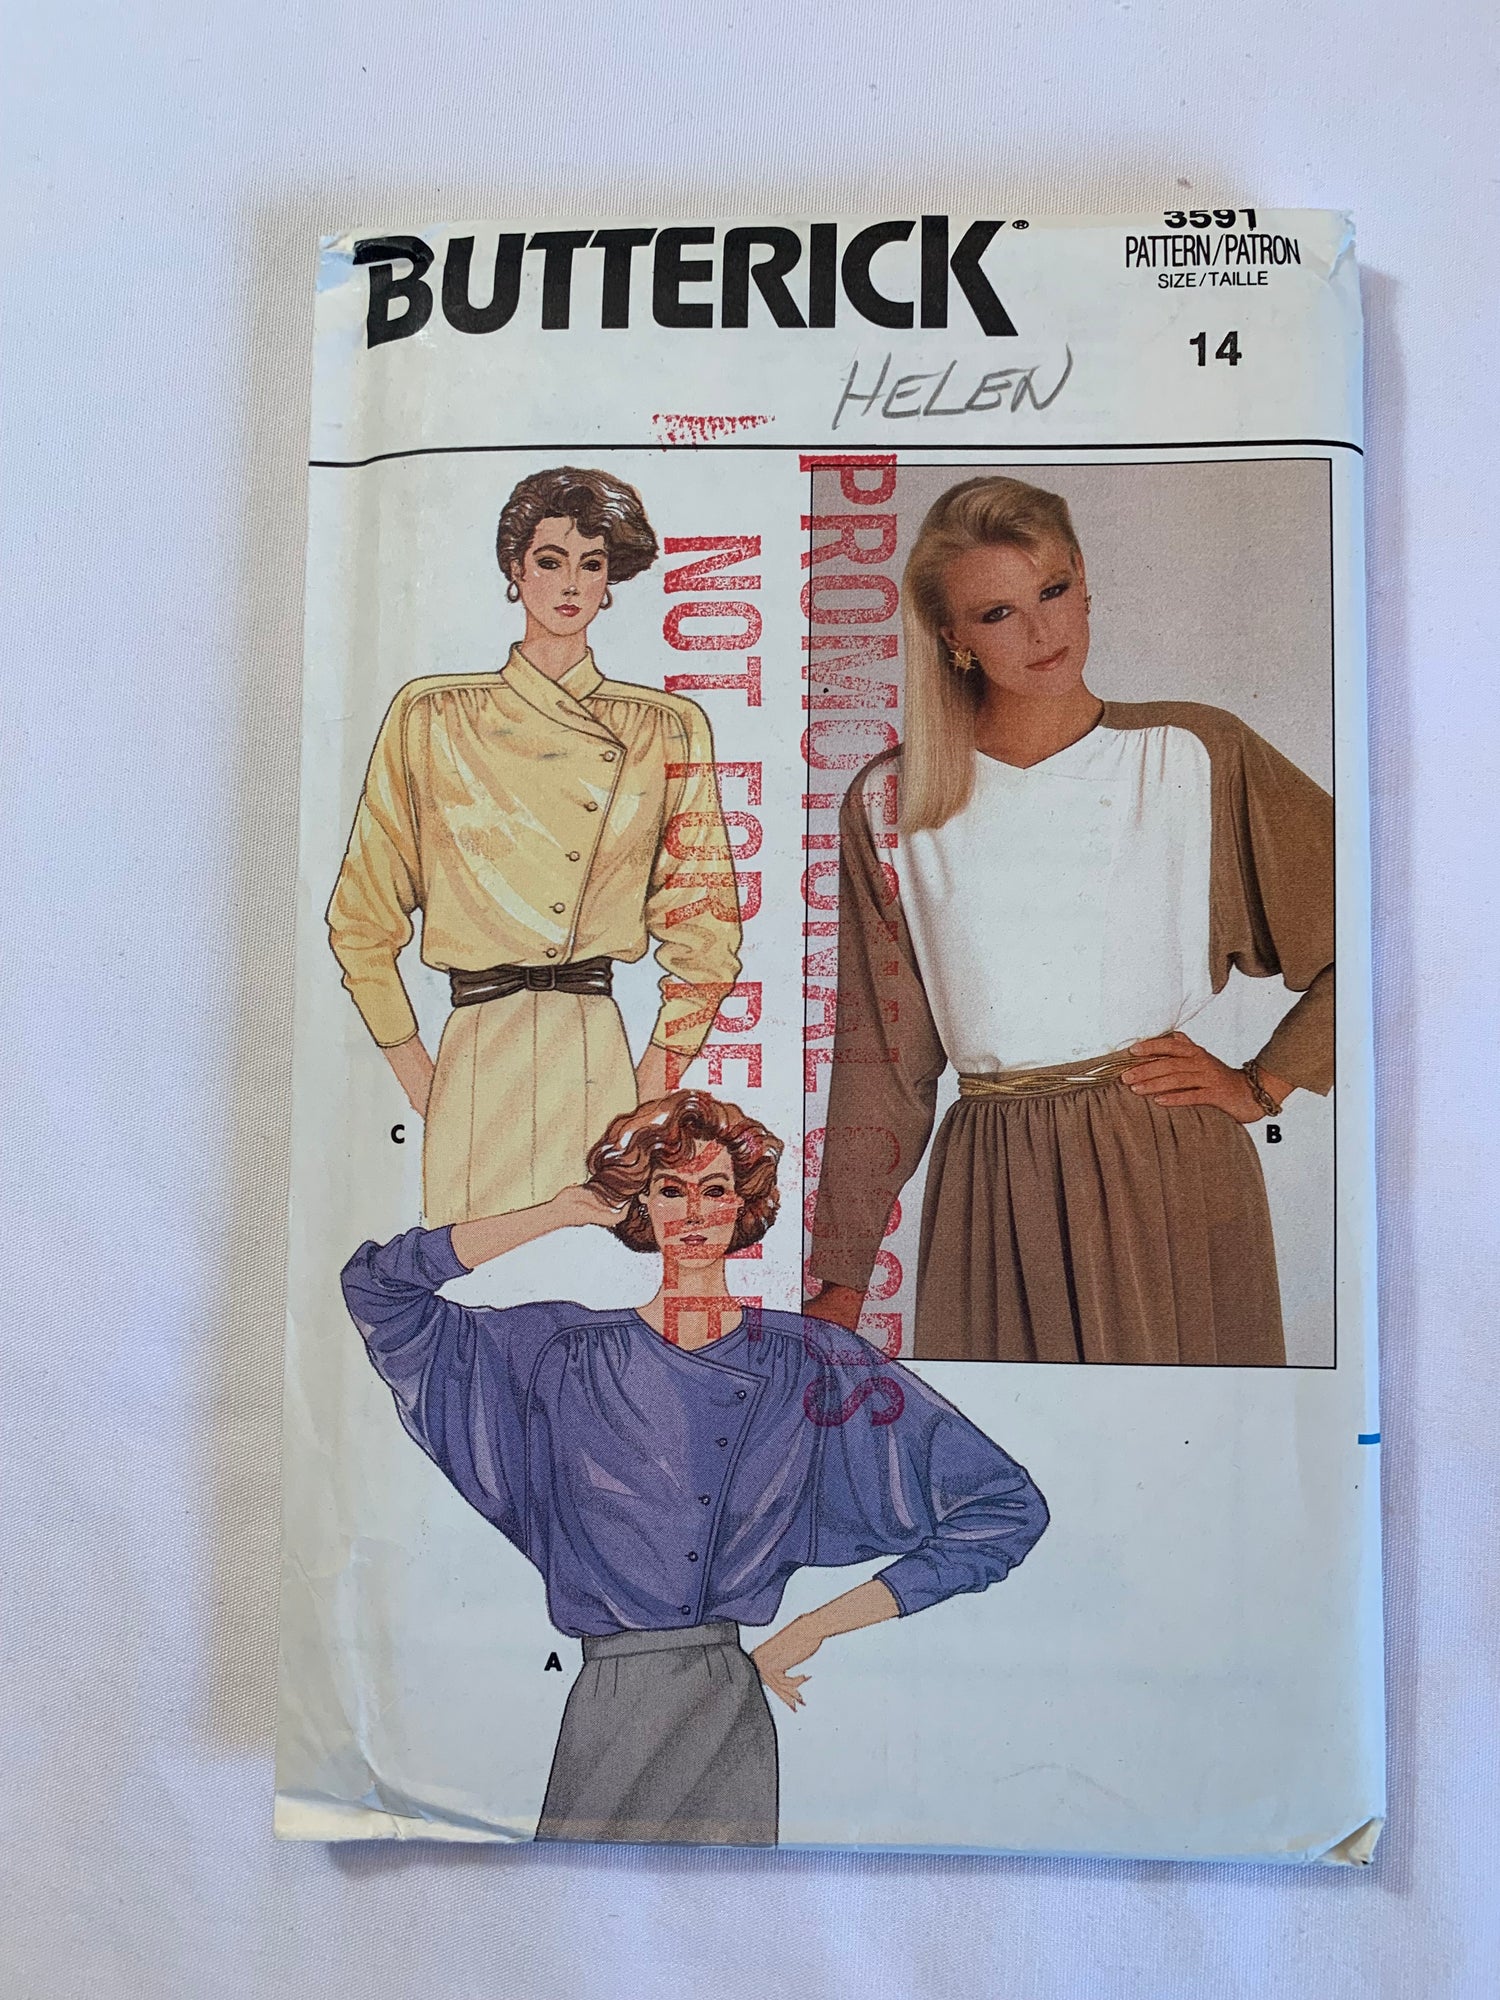 BUTTERICK®
3591
PATTERN/PATRON
SIZE/TAILLE
14
HELEN
PROMOTIONAL GOODS
NOT FOR RESALE
C
B
A